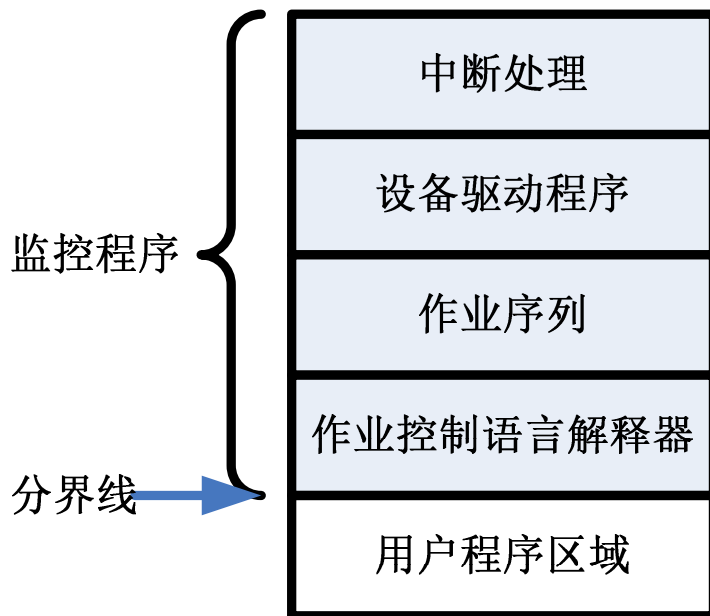 中断处理
设备驱动程序
监控程序
作业序列
作业控制语言解释器
分界线
用户程序区域